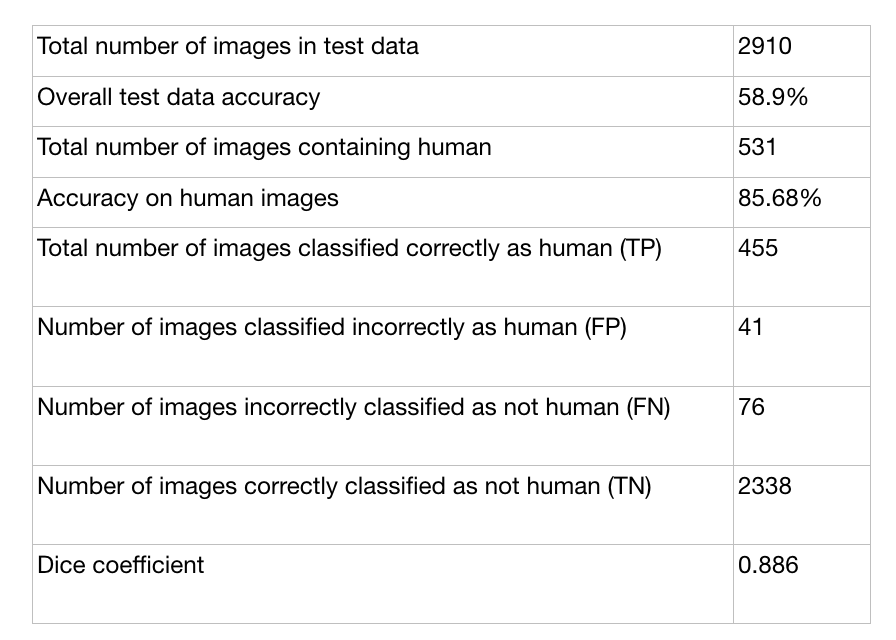 Total number of images in test data 2910
Overall test data accuracy 58.9%
Total number of images containing human 531
Accuracy on human images 85.68%
Total number of images classified correctly as human (TP) 455
Number of images classified incorrectly as human (FP) 41
Number of images incorrectly classified as not human (FN) 76
Number of images correctly classified as not human (TN) 2338
Dice coefficient 0.886